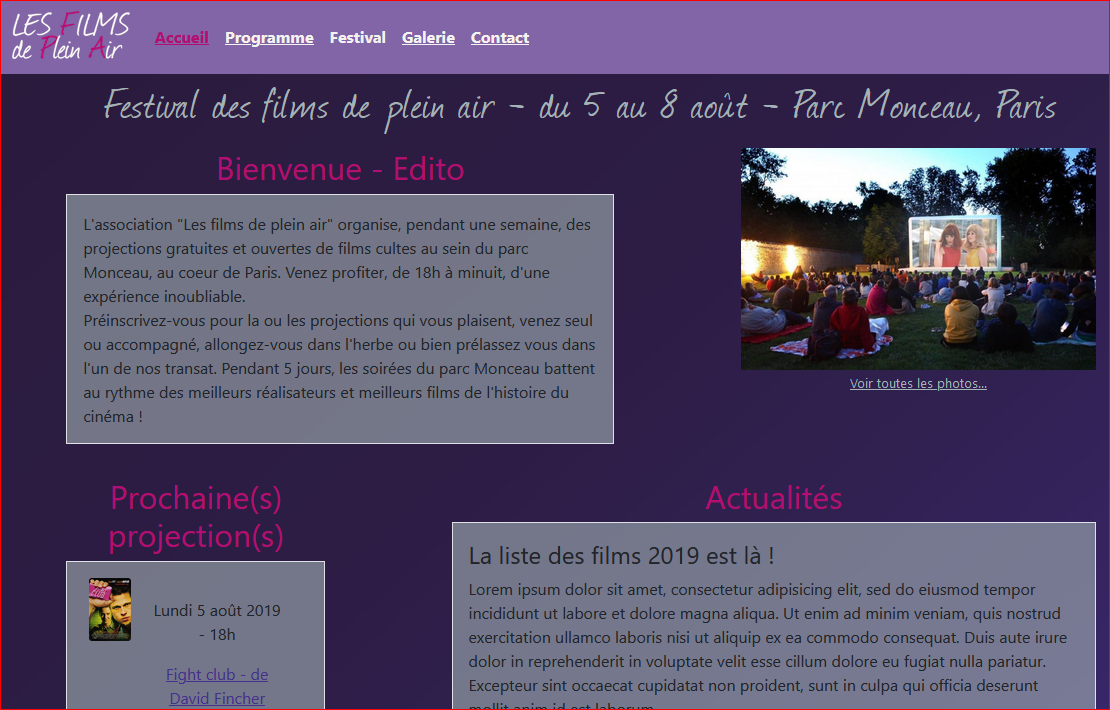 LES FILMS
de Plein Air
Accueil Programme Festival Galerie Contact
Festival des films de plein air - du 5 au 8 août - Parc Monceau, Paris
Bienvenue - Edito
L'association "Les films de plein air" organise, pendant une semaine, des
projections gratuites et ouvertes de films cultes au sein du parc
Monceau, au coeur de Paris. Venez profiter, de 18h à minuit, d'une
expérience inoubliable.
Préinscrivez-vous pour la ou les projections qui vous plaisent, venez seul
ou accompagné, allongez-vous dans l'herbe ou bien prélassez vous dans
l'un de nos transat. Pendant 5 jours, les soirées du parc Monceau battent
au rythme des meilleurs réalisateurs et meilleurs films de l'histoire du
cinéma !
Voir toutes les photos...
Prochaine(s)
projection(s)
CLUB
Lundi 5 août 2019
- 18h
Fight club - de
David Fincher
Actualités
La liste des films 2019 est là !
Lorem ipsum dolor sit amet, consectetur adipisicing elit, sed do eiusmod tempor
incididunt ut labore et dolore magna aliqua. Ut enim ad minim veniam, quis nostrud
exercitation ullamco laboris nisi ut aliquip ex ea commodo consequat. Duis aute irure
dolor in reprehenderit in voluptate velit esse cillum dolore eu fugiat nulla pariatur.
Excepteur sint occaecat cupidatat non proident, sunt in culpa qui officia deserunt
mollit anim id est laborum.